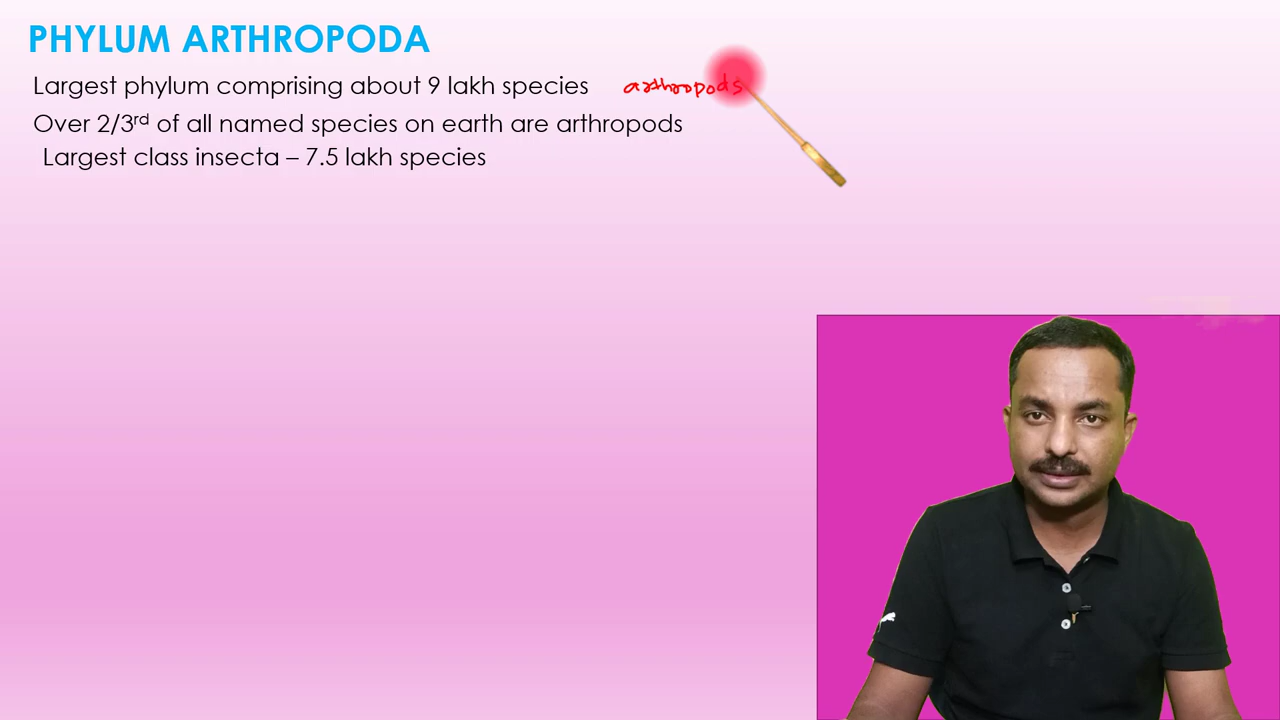 PHYLUM ARTHROPODA
Largest phylum comprising about 9 lakh species arthropods
Over 2/3rd of all named species on earth are arthropods
Largest class insecta – 7.5 lakh species